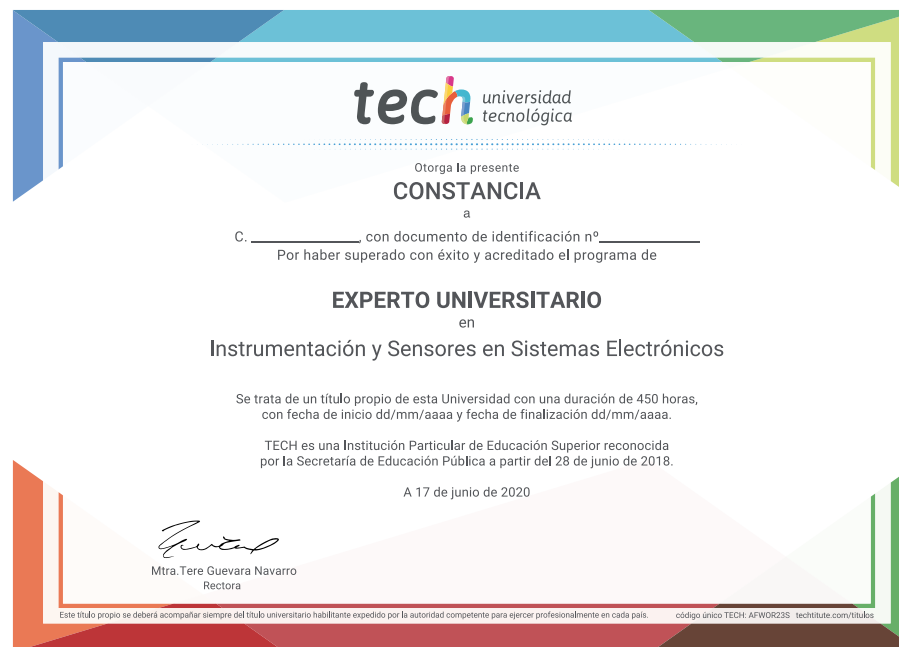 tech universidad
tecnológica
Otorga la presente
CONSTANCIA
a
C. ______________, con documento de identificación nº_____________
Por haber superado con éxito y acreditado el programa de
EXPERTO UNIVERSITARIO
en
Instrumentación y Sensores en Sistemas Electrónicos
Se trata de un título propio de esta Universidad con una duración de 450 horas,
con fecha de inicio dd/mm/aaaa y fecha de finalización dd/mm/aaaa.
TECH es una Institución Particular de Educación Superior reconocida
por la Secretaría de Educación Pública a partir del 28 de junio de 2018.
A 17 de junio de 2020
Mtra.Tere Guevara Navarro
Rectora
Este título propio se deberá acompañar siempre del título universitario habilitante expedido por la autoridad competente para ejercer profesionalmente en cada país. código único TECH: AFWOR23S techtitute.com/titulos